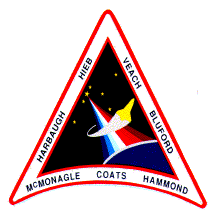 HARBAUGH
HIEB
VEACH
BLUFORD
MCMONAGLE COATS HAMMOND